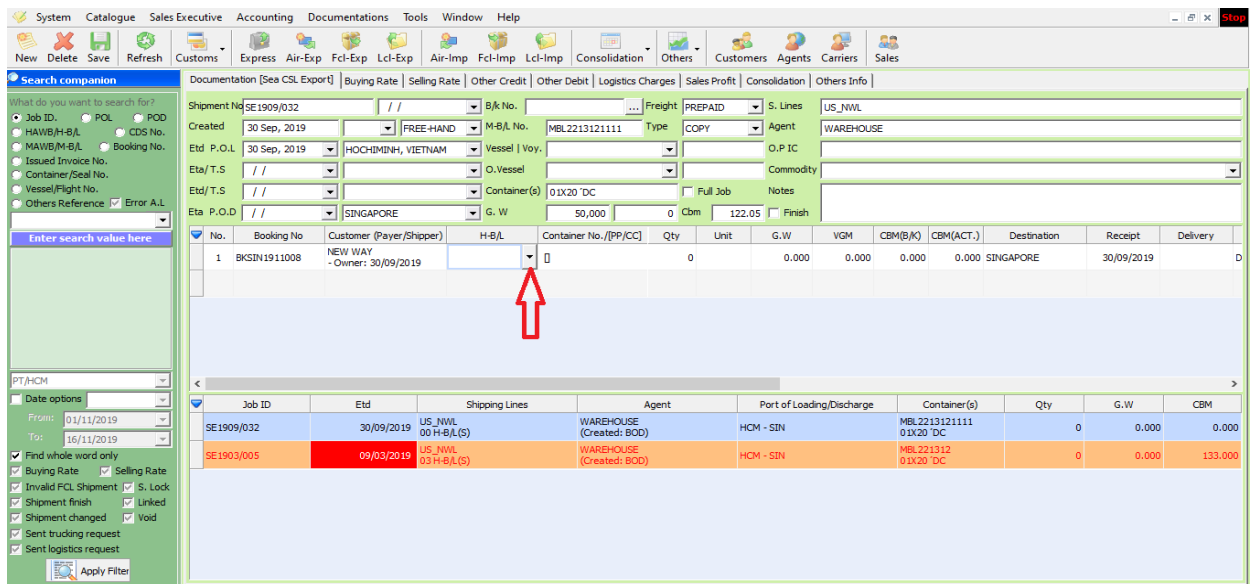 System Catalogue Sales Executive Accounting Documentations Tools Window Help
Stop
New Delete Save Refresh Customs Express Air-Exp Fcl-Exp Lcl-Exp Air-Imp Fcl-Imp Lcl-Imp Consolidation Others Customers Agents Carriers Sales
Search companion
What do you want to search for?
Job ID. POL POD
HAWB/H-B/L CDS No.
MAWB/M-B/L Booking No.
Issued Invoice No.
Container/Seal No.
Vessel/Flight No.
Others Reference Error A.L
Enter search value here
PT/HCM
Date options
From: 01/11/2019
To: 16/11/2019
Find whole word only
Buying Rate Selling Rate
Invalid FCL Shipment S. Lock
Shipment finish Linked
Shipment changed Void
Sent trucking request
Sent logistics request
Apply Filter
Documentation [Sea CSL Export] Buying Rate Selling Rate Other Credit Other Debit Logistics Charges Sales Profit Consolidation Others Info
Shipment No SE1909/032 / / B/k No. ... Freight PREPAID S. Lines US_NWL
Created 30 Sep, 2019 FREE-HAND M-B/L No. MBL2213121111 Type COPY Agent WAREHOUSE
Etd P.O.L 30 Sep, 2019 HOCHIMINH, VIETNAM Vessel | Voy. O.P IC
Eta/T.S / / O.Vessel Commodity
Etd/T.S / / Container(s) 01X20´DC Full Job Notes
Eta P.O.D / / SINGAPORE G. W 50,000 0 Cbm 122.05 Finish
No. Booking No Customer (Payer/Shipper) H-B/L Container No./[PP/CC] Qty Unit G.W VGM CBM(B/K) CBM(ACT.) Destination Receipt Delivery
1 BKSIN1911008 NEW WAY [] 0 0.000 0.000 0.000 0.000 SINGAPORE 30/09/2019 D
- Owner: 30/09/2019
Job ID Etd Shipping Lines Agent Port of Loading/Discharge Container(s) Qty G.W CBM
SE1909/032 30/09/2019 US_NWL WAREHOUSE HCM - SIN MBL2213121111 0 0.000 0.000
00 H-B/L(S) (Created: BOD) 01X20´DC
SE1903/005 09/03/2019 US_NWL WAREHOUSE HCM - SIN MBL221312 0 0.000 133.000
03 H-B/L(S) (Created: BOD) 01X20´DC